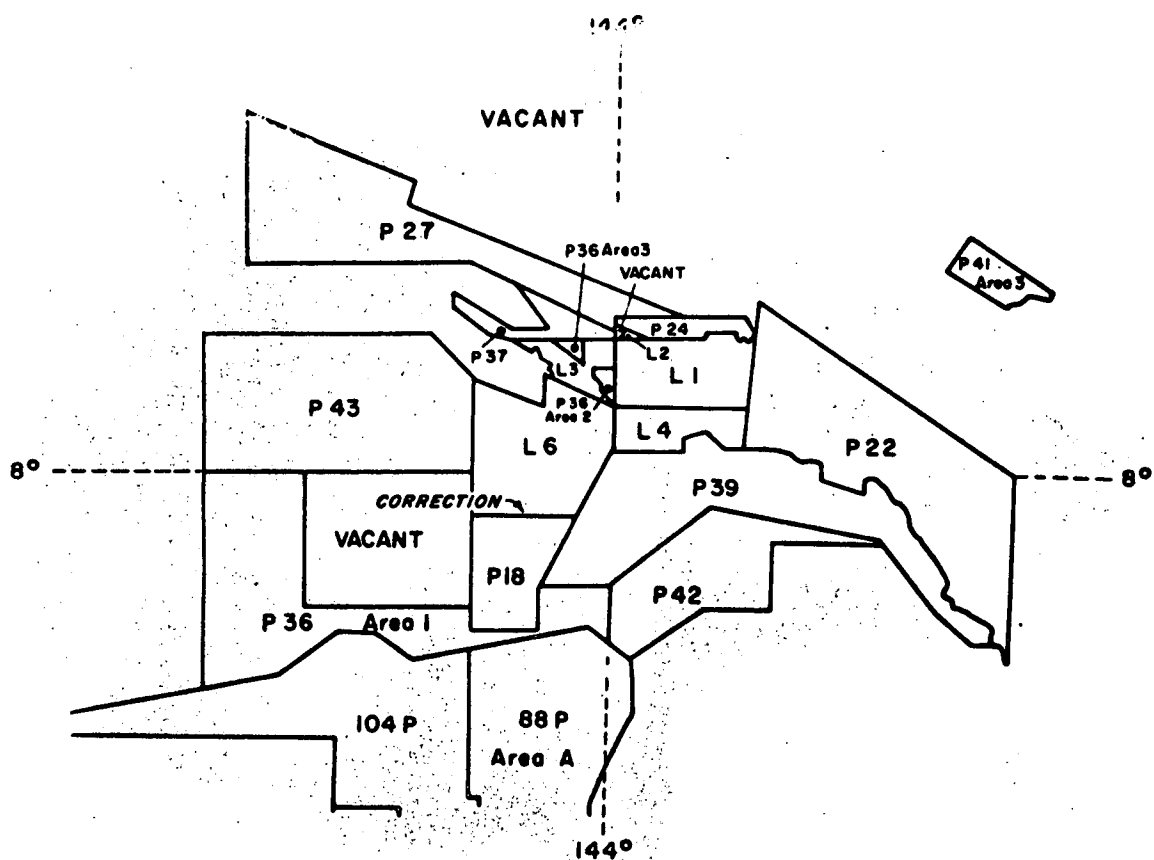 144°
VACANT
P 27
P36 Area3
VACANT
P 41
Area 3
P 24
P 37
L2
L3
L 1
P 36
Area 2
P 43
L 6
L 4
P 22
8°
8°
P 39
CORRECTION
VACANT
P18
P 42
P 36 Area 1
104 P
88 P
Area A
144°